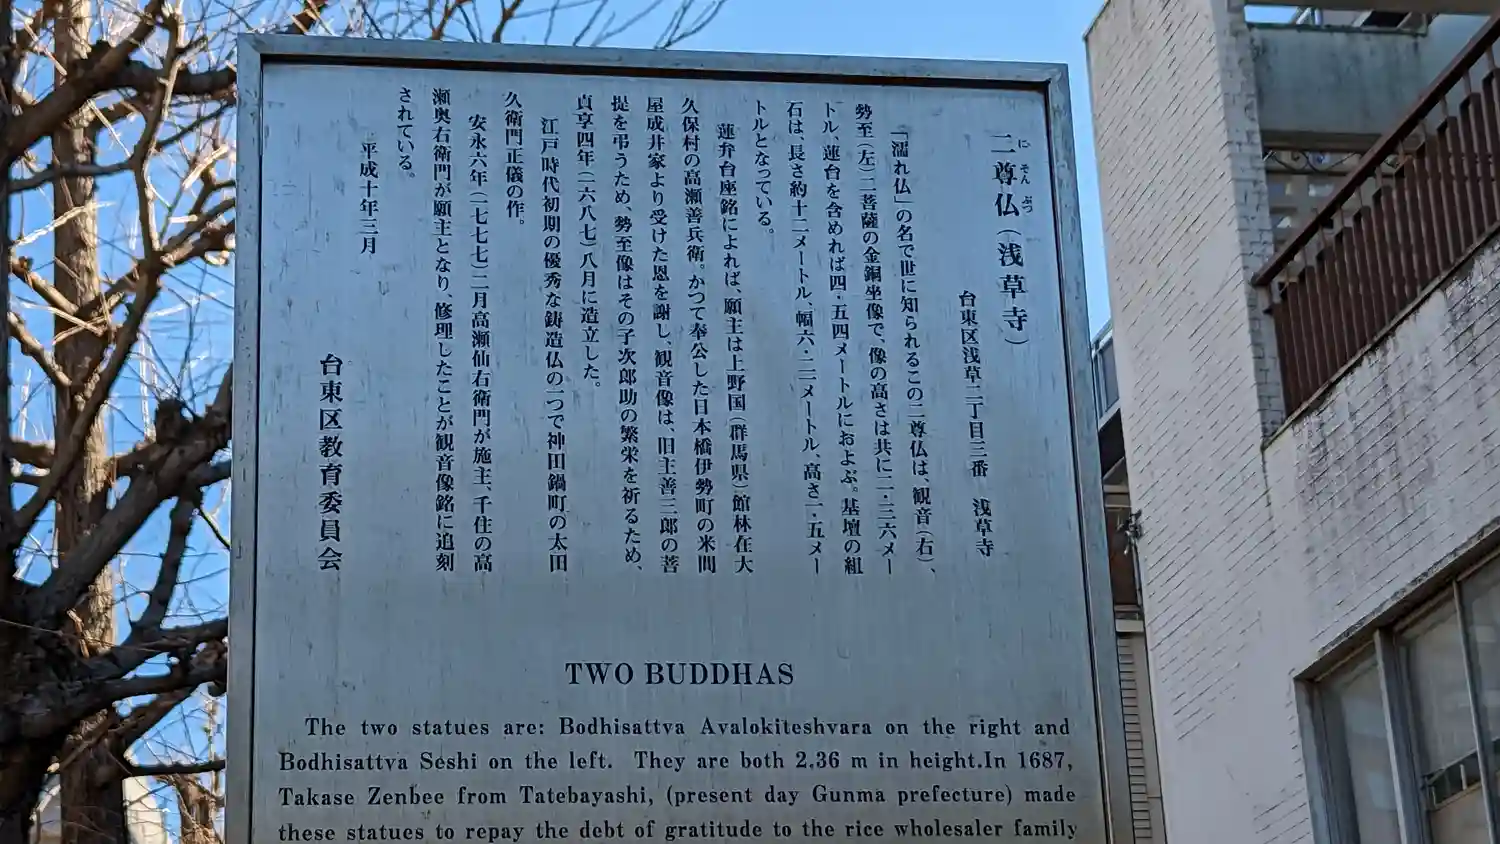 二尊仏(浅草寺)
にそんぶつ
台東区浅草二丁目三番　浅草寺
「濡れ仏」の名で世に知られるこの二尊仏は、観音(右)、
勢至(左)二菩薩の金銅坐像で、像の高さは共に二・三六メー
トル、蓮台を含めれば四・五四メートルにおよぶ。基壇の組
石は、長さ約十二メートル、幅六・二二メートル、高さ一・五メー
トルとなっている。
蓮弁台座銘によれば、願主は上野国(群馬県)館林在大
久保村の高瀬善兵衛。かつて奉公した日本橋伊勢町の米問
屋成井家より受けた恩を謝し、観音像は、旧主善三郎の菩
提を弔うため、勢至像はその子次郎助の繁栄を祈るため、
貞享四年(一六八七)八月に造立した。
江戸時代初期の優秀な鋳造仏の一つで神田鍋町の太田
久衛門正儀の作。
安永六年(一七七七)二月高瀬仙右衛門が施主、千住の高
瀬奥右衛門が願主となり、修理したことが観音像銘に追刻
されている。
平成十年三月
台東区教育委員会
TWO BUDDHAS
The two statues are: Bodhisattva Avalokiteshvara on the right and
Bodhisattva Seshi on the left. They are both 2.36 m in height.In 1687,
Takase Zenbee from Tatebayashi, (present day Gunma prefecture) made
these statues to repay the debt of gratitude to the rice wholesaler family